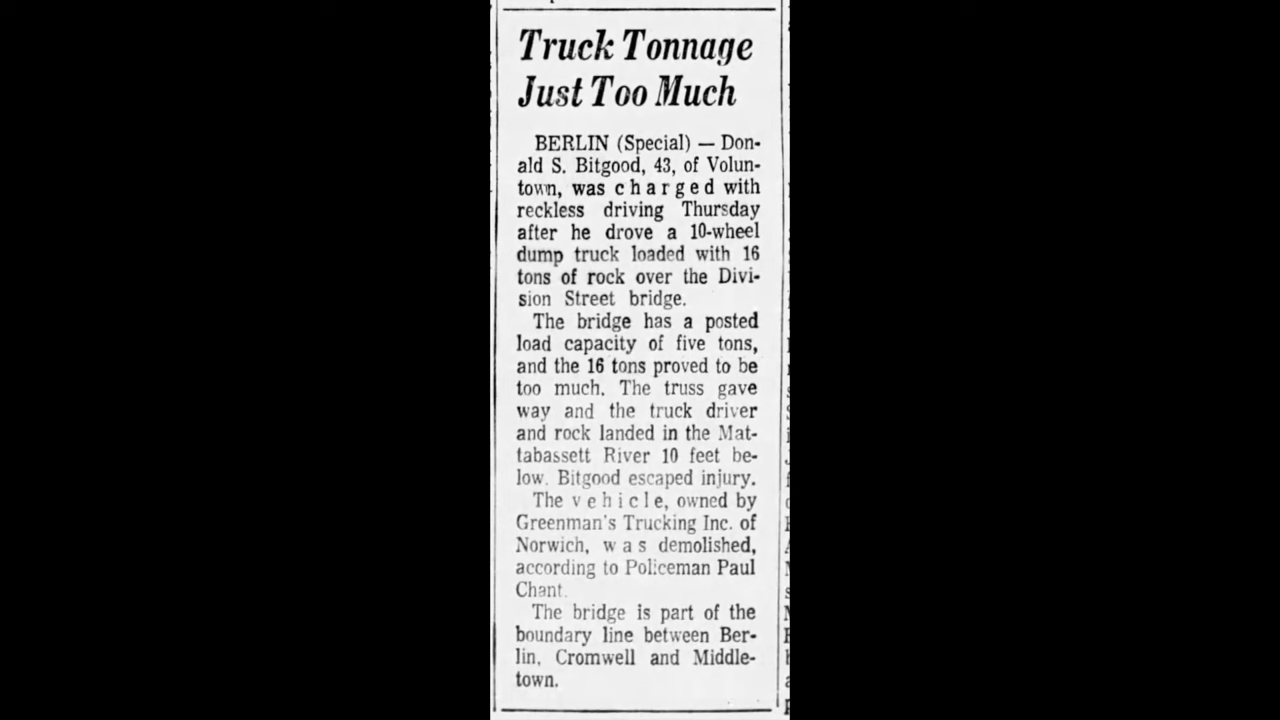 Truck Tonnage
Just Too Much
BERLIN (Special) — Don-
ald S. Bitgood, 43, of Volun-
town, was charged with
reckless driving Thursday
after he drove a 10-wheel
dump truck loaded with 16
tons of rock over the Divi-
sion Street bridge.
The bridge has a posted
load capacity of five tons,
and the 16 tons proved to be
too much. The truss gave
way and the truck driver
and rock landed in the Mat-
tabassett River 10 feet be-
low. Bitgood escaped injury.
The vehicle, owned by
Greenman's Trucking Inc. of
Norwich, was demolished,
according to Policeman Paul
Chant.
The bridge is part of the
boundary line between Ber-
lin, Cromwell and Middle-
town.